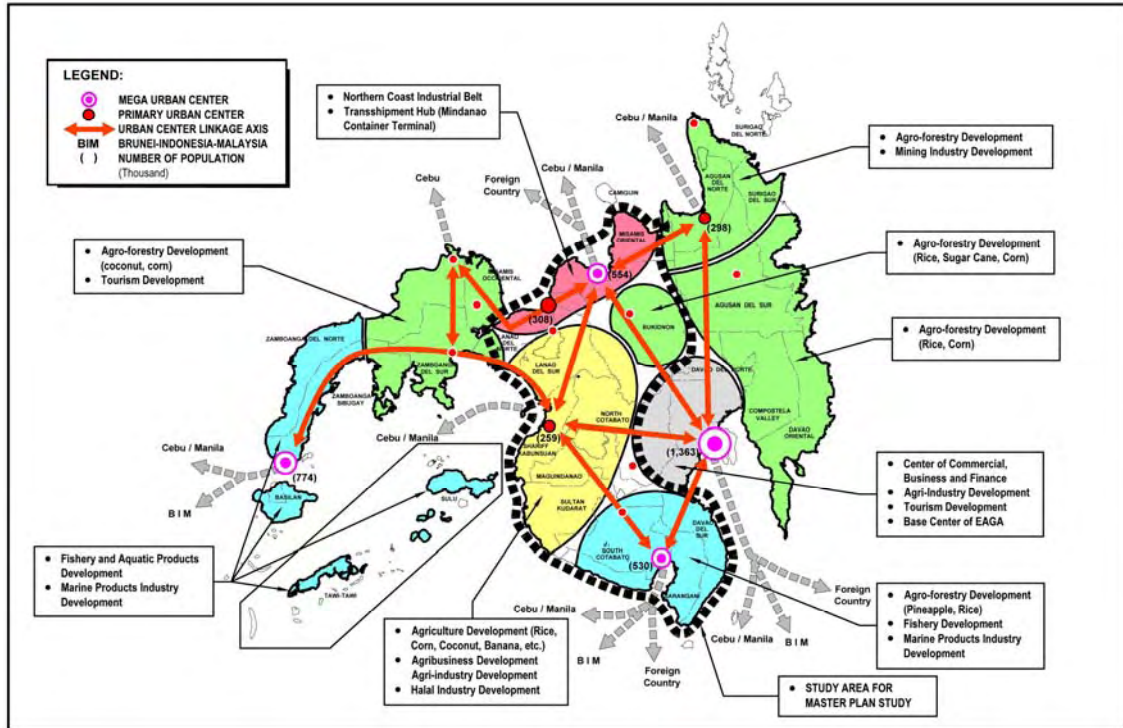 LEGEND:
MEGA URBAN CENTER
PRIMARY URBAN CENTER
URBAN CENTER LINKAGE AXIS
BIM BRUNEI-INDONESIA-MALAYSIA
( ) NUMBER OF POPULATION
(Thousand)
• Northern Coast Industrial Belt
• Transshipment Hub (Mindanao
Container Terminal)
Cebu / Manila
SURIGAO
DEL NORTE
• Agro-forestry Development
• Mining Industry Development
Cebu
Foreign
Country
Cebu / Manila
CAMIGUIN
AGUSAN
DEL
NORTE
SURIGAO
DEL SUR
• Agro-forestry Development
(coconut, corn)
• Tourism Development
MISAMIS
ORIENTAL
(298)
• Agro-forestry Development
(Rice, Sugar Cane, Corn)
MISAMIS
OCCIDENTAL
(554)
AGUSAN DEL SUR
(308)
BUKIDNON
• Agro-forestry Development
(Rice, Corn)
ZAMBOANGA DEL NORTE
LANAO
DEL
NORTE
ZAMBOANGA
DEL SUR
LANAO
DEL SUR
DAVAO DEL NORTE
ZAMBOANGA
SIBUGAY
NORTH
COTABATO
COMPOSTELA
VALLEY
DAVAO
ORIENTAL
Cebu / Manila
(259)
SHARIFF
KABUNSUAN
(1,363)
Cebu / Manila
(774)
MAGUINDANAO
• Center of Commercial,
Business and Finance
• Agri-Industry Development
• Tourism Development
• Base Center of EAGA
BASILAN
SULU
SULTAN
KUDARAT
B I M
DAVAO
DEL SUR
SOUTH
COTABATO
(530)
• Fishery and Aquatic Products
Development
• Marine Products Industry
Development
TAWI-TAWI
SARANGANI
Foreign
Country
Cebu / Manila
B I M
• Agro-forestry Development
(Pineapple, Rice)
• Fishery Development
• Marine Products Industry
Development
Cebu / Manila
B I M
Foreign
Country
• Agriculture Development (Rice,
Corn, Coconut, Banana, etc.)
• Agribusiness Development
Agri-industry Development
• Halal Industry Development
• STUDY AREA FOR
MASTER PLAN STUDY